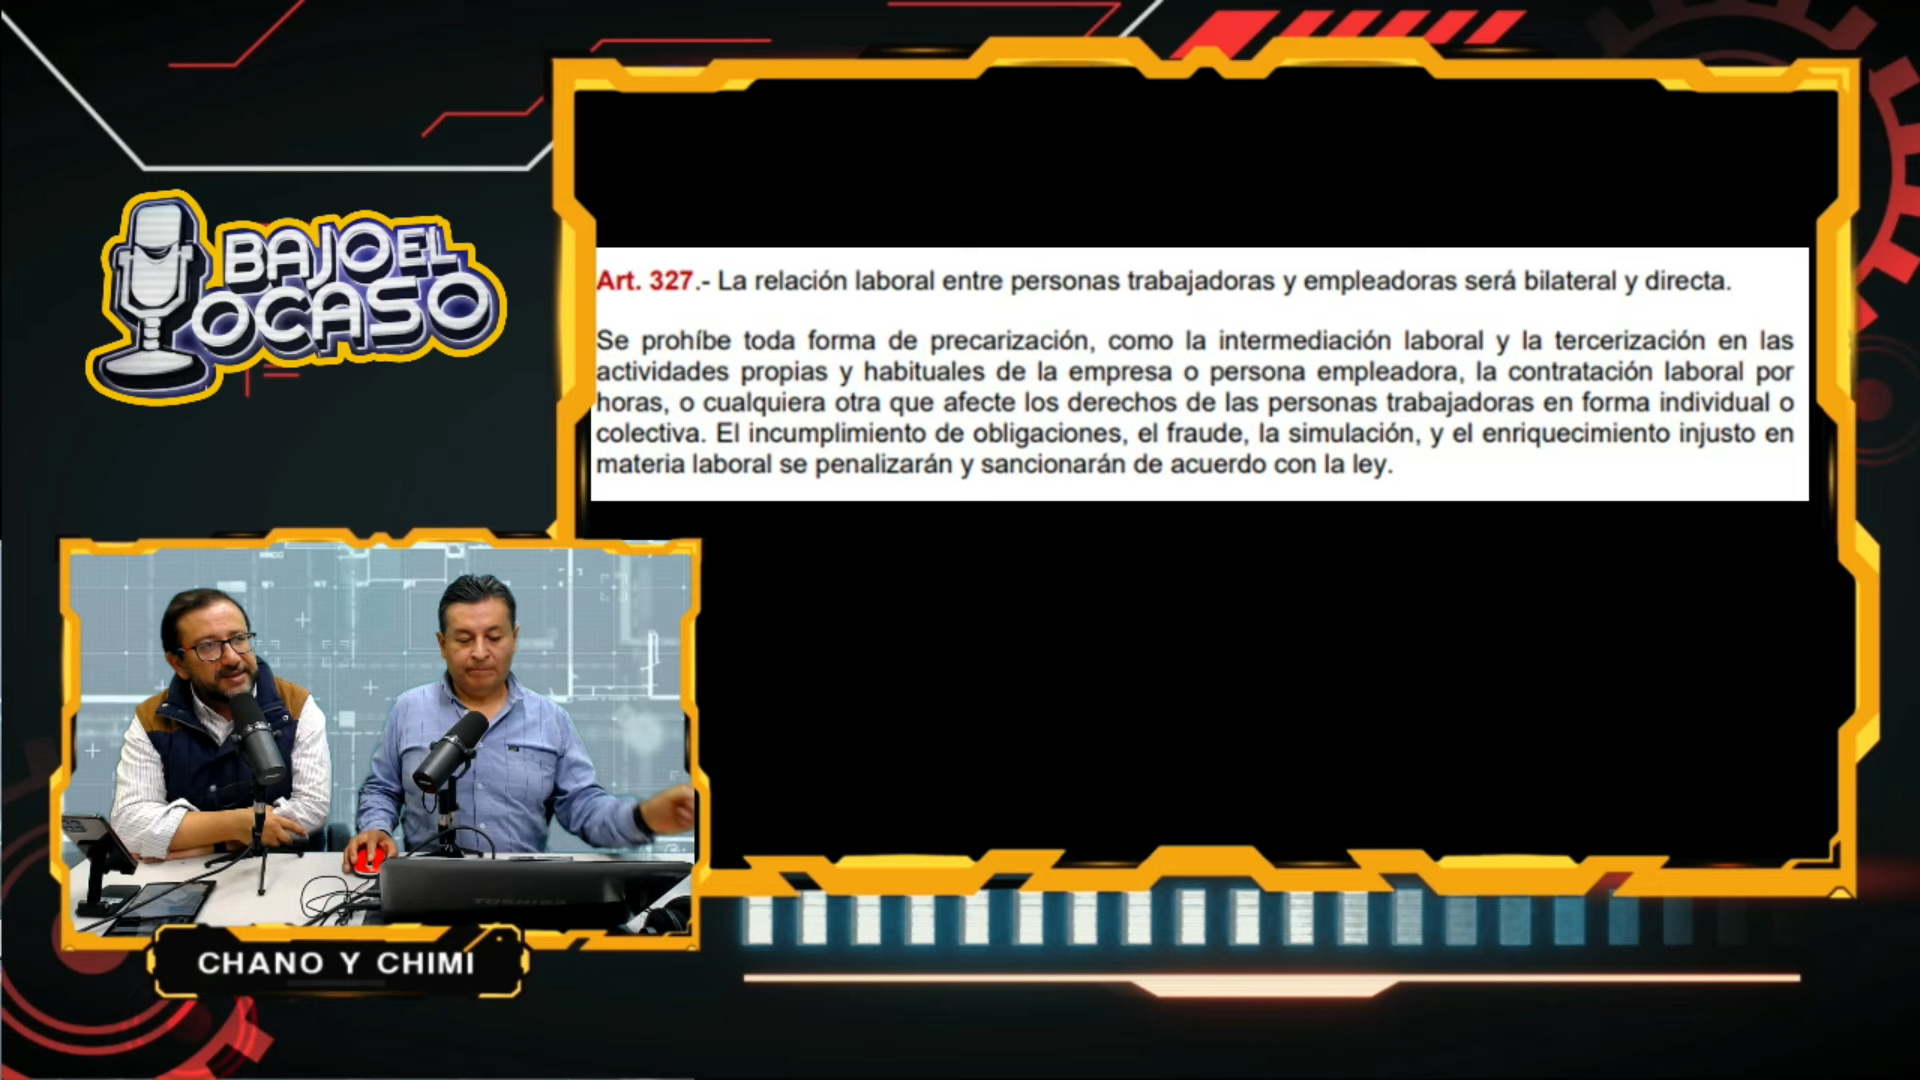 BAJO EL
OCASO
Art. 327.- La relación laboral entre personas trabajadoras y empleadoras será bilateral y directa.
Se prohíbe toda forma de precarización, como la intermediación laboral y la tercerización en las
actividades propias y habituales de la empresa o persona empleadora, la contratación laboral por
horas, o cualquiera otra que afecte los derechos de las personas trabajadoras en forma individual o
colectiva. El incumplimiento de obligaciones, el fraude, la simulación, y el enriquecimiento injusto en
materia laboral se penalizarán y sancionarán de acuerdo con la ley.
TOSHIBA
CHANO Y CHIMI